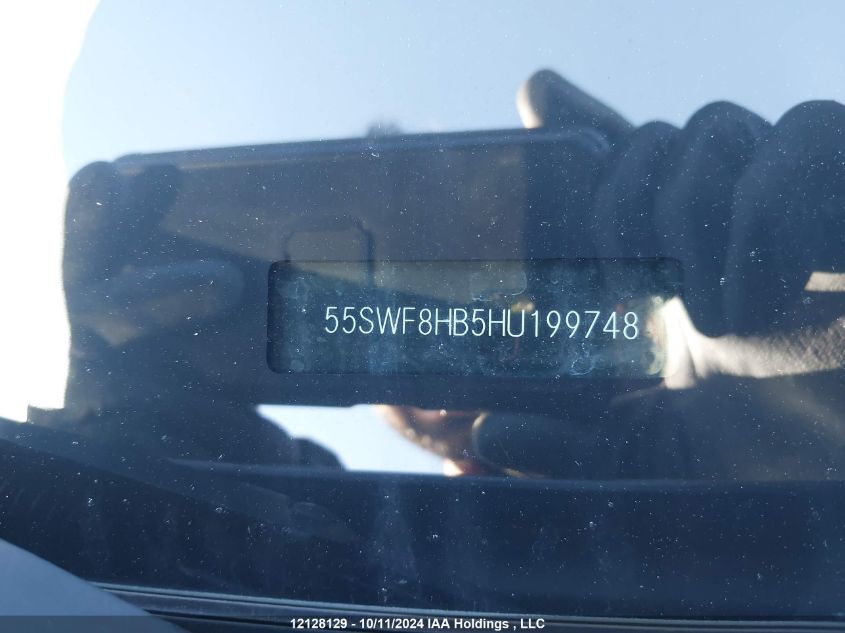 55SWF8HB5HU199748
12128129 - 10/11/2024 IAA Holdings , LLC